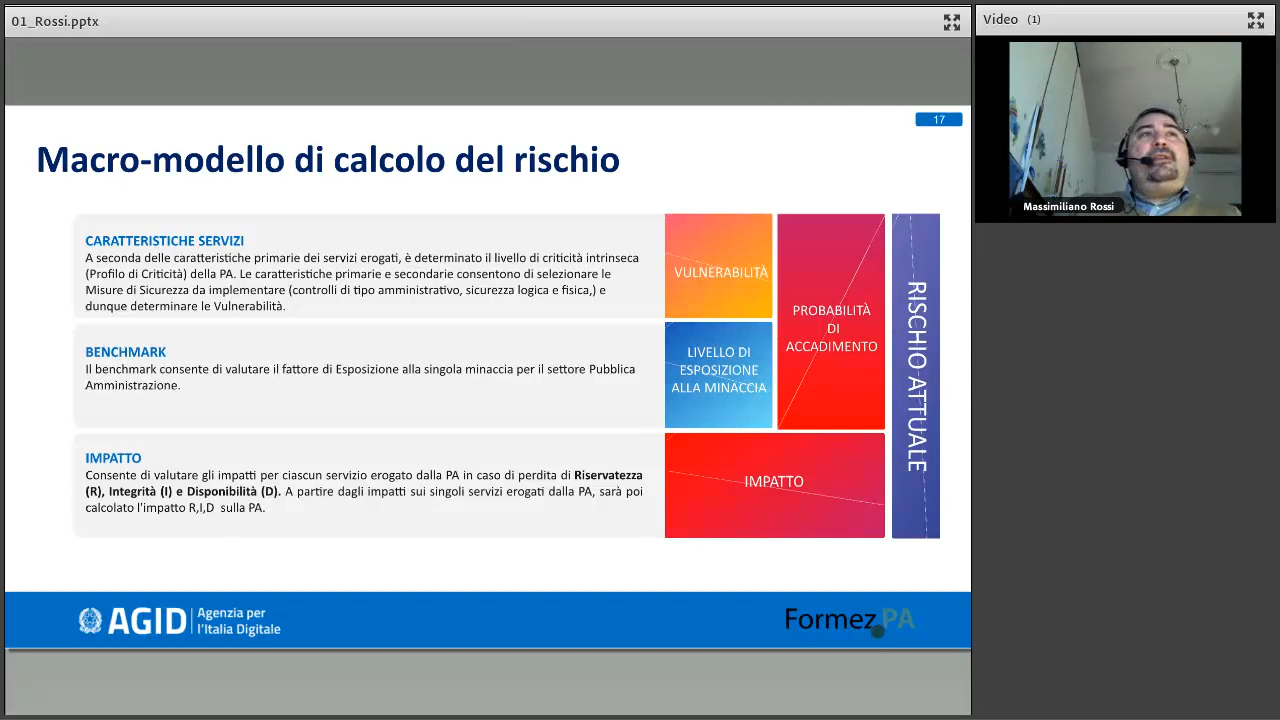 01_Rossi.pptx
Video (1)
17
Macro-modello di calcolo del rischio
CARATTERISTICHE SERVIZI
A seconda delle caratteristiche primarie dei servizi erogati, è determinato il livello di criticità intrinseca
(Profilo di Criticità) della PA. Le caratteristiche primarie e secondarie consentono di selezionare le
Misure di Sicurezza da implementare (controlli di tipo amministrativo, sicurezza logica e fisica,) e
dunque determinare le Vulnerabilità.
BENCHMARK
Il benchmark consente di valutare il fattore di Esposizione alla singola minaccia per il settore Pubblica
Amministrazione.
IMPATTO
Consente di valutare gli impatti per ciascun servizio erogato dalla PA in caso di perdita di Riservatezza
(R), Integrità (I) e Disponibilità (D). A partire dagli impatti sui singoli servizi erogati dalla PA, sarà poi
calcolato l'impatto R,I,D sulla PA.
VULNERABILITÀ
LIVELLO DI
ESPOSIZIONE
ALLA MINACCIA
PROBABILITÀ
DI
ACCADIMENTO
IMPATTO
RISCHIO ATTUALE
Massimiliano Rossi
AGID
Agenzia per
l'Italia Digitale
Formez PA